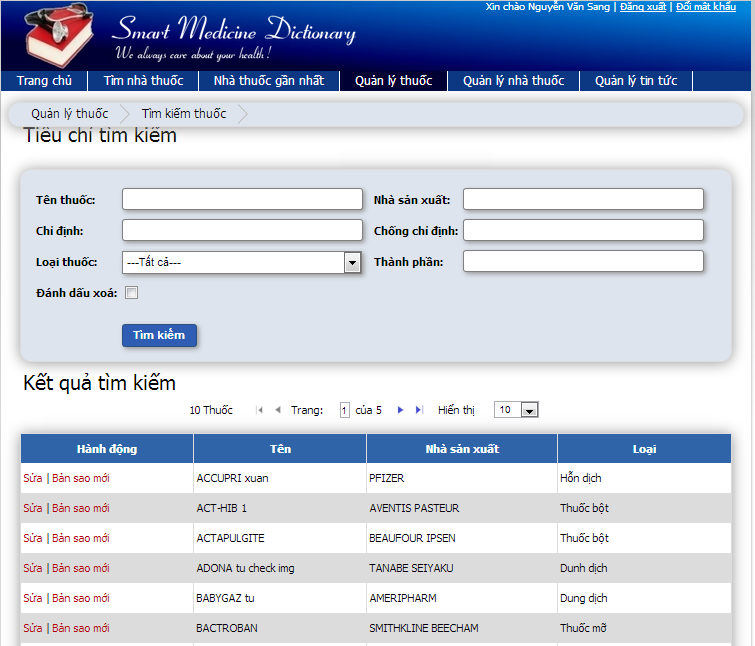 Xin chào Nguyễn Văn Sang | Đăng xuất | Đổi mật khẩu
Smart Medicine Dictionary
We always care about your health !
Trang chủ Tìm nhà thuốc Nhà thuốc gần nhất Quản lý thuốc Quản lý nhà thuốc Quản lý tin tức
Quản lý thuốc Tìm kiếm thuốc
Tiêu chí tìm kiếm
Tên thuốc: Nhà sản xuất:
Chỉ định: Chống chỉ định:
Loại thuốc: ---Tất cả--- Thành phần:
Đánh dấu xoá:
Tìm kiếm
Kết quả tìm kiếm
10 Thuốc Trang: 1 của 5 Hiển thị 10
Hành động Tên Nhà sản xuất Loại
Sửa | Bản sao mới ACCUPRI xuan PFIZER Hỗn dịch
Sửa | Bản sao mới ACT-HIB 1 AVENTIS PASTEUR Thuốc bột
Sửa | Bản sao mới ACTAPULGITE BEAUFOUR IPSEN Thuốc bột
Sửa | Bản sao mới ADONA tu check img TANABE SEIYAKU Dunh dịch
Sửa | Bản sao mới BABYGAZ tu AMERIPHARM Dung dịch
Sửa | Bản sao mới BACTROBAN SMITHKLINE BEECHAM Thuốc mỡ